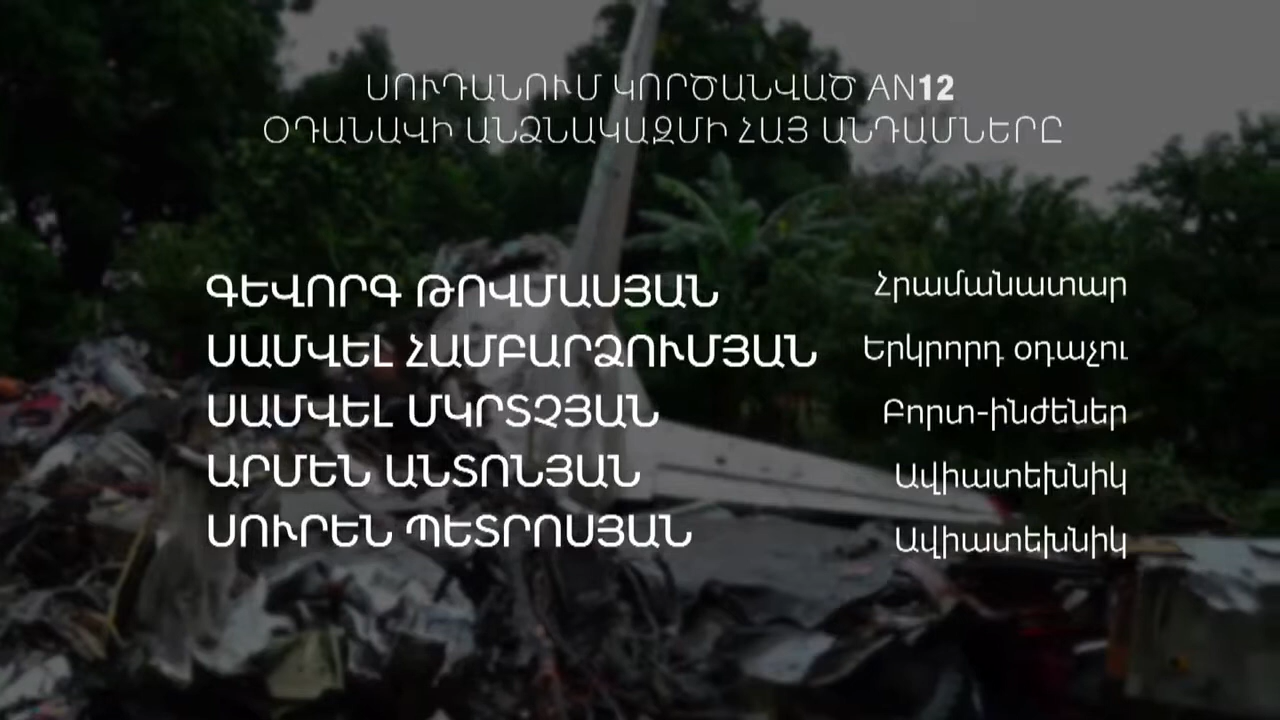 ՍՈՒԴԱՆՈՒՄ ԿՈՐԾԱՆՎԱԾ AN12
ՕԴԱՆԱՎԻ ԱՆՁՆԱԿԱԶՄԻ ՀԱՅ ԱՆԴԱՄՆԵՐԸ
ԳԵՎՈՐԳ ԹՈՎՄԱՍՅԱՆ Հրամանատար
ՍԱՄՎԵԼ ՀԱՄԲԱՐՁՈՒՄՅԱՆ Երկրորդ օդաչու
ՍԱՄՎԵԼ ՄԿՐՏՉՅԱՆ Բորտ-ինժեներ
ԱՐՄԵՆ ԱՆՏՈՆՅԱՆ Ավիատեխնիկ
ՍՈՒՐԵՆ ՊԵՏՐՈՍՅԱՆ Ավիատեխնիկ